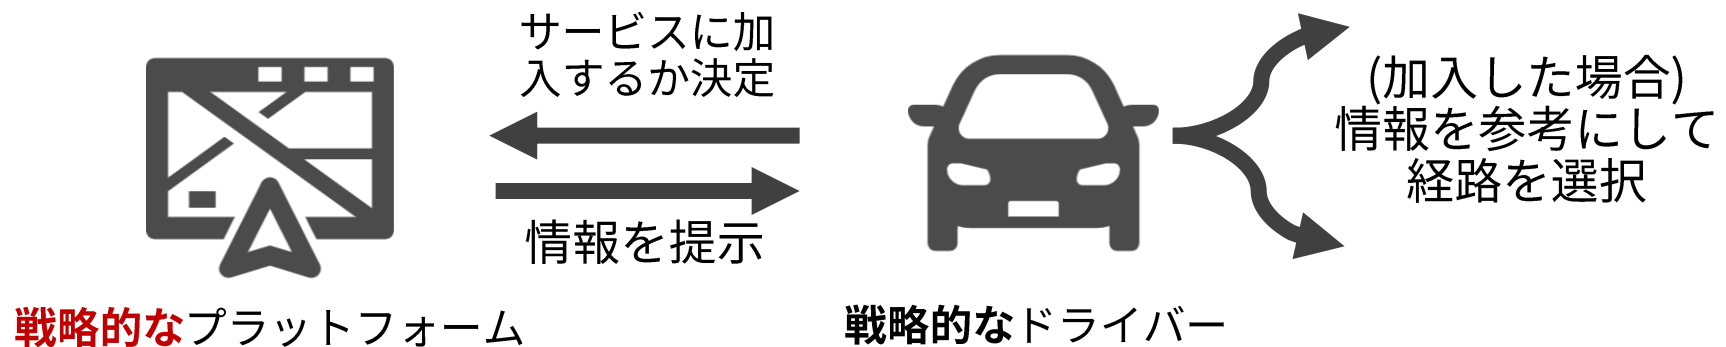 サービスに加
入するか決定
情報を提示
(加入した場合)
情報を参考にして
経路を選択
戦略的なプラットフォーム
戦略的なドライバー